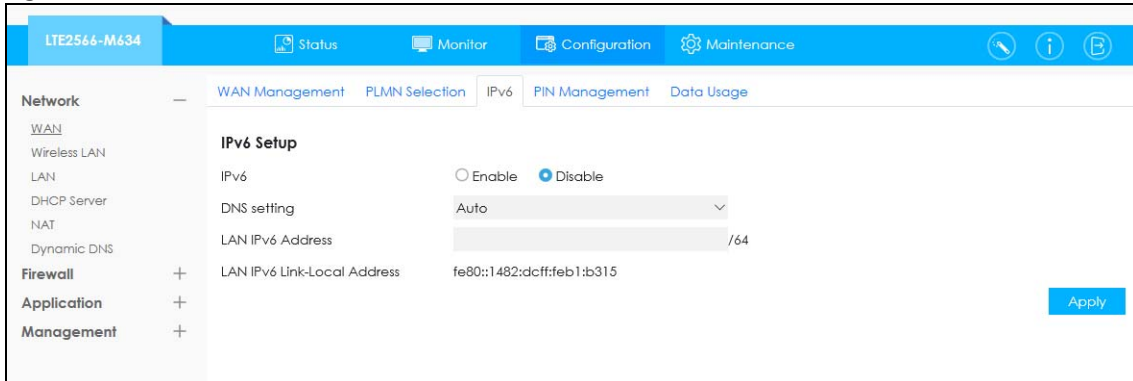 LTE2566-M634
Status Monitor Configuration Maintenance
WAN Management PLMN Selection IPv6 PIN Management Data Usage
Network
WAN
Wireless LAN
LAN
DHCP Server
NAT
Dynamic DNS
Firewall
Application
Management
IPv6 Setup
IPv6 Enable Disable
DNS setting Auto
LAN IPv6 Address /64
LAN IPv6 Link-Local Address fe80::1482:dcff:feb1:b315
Apply